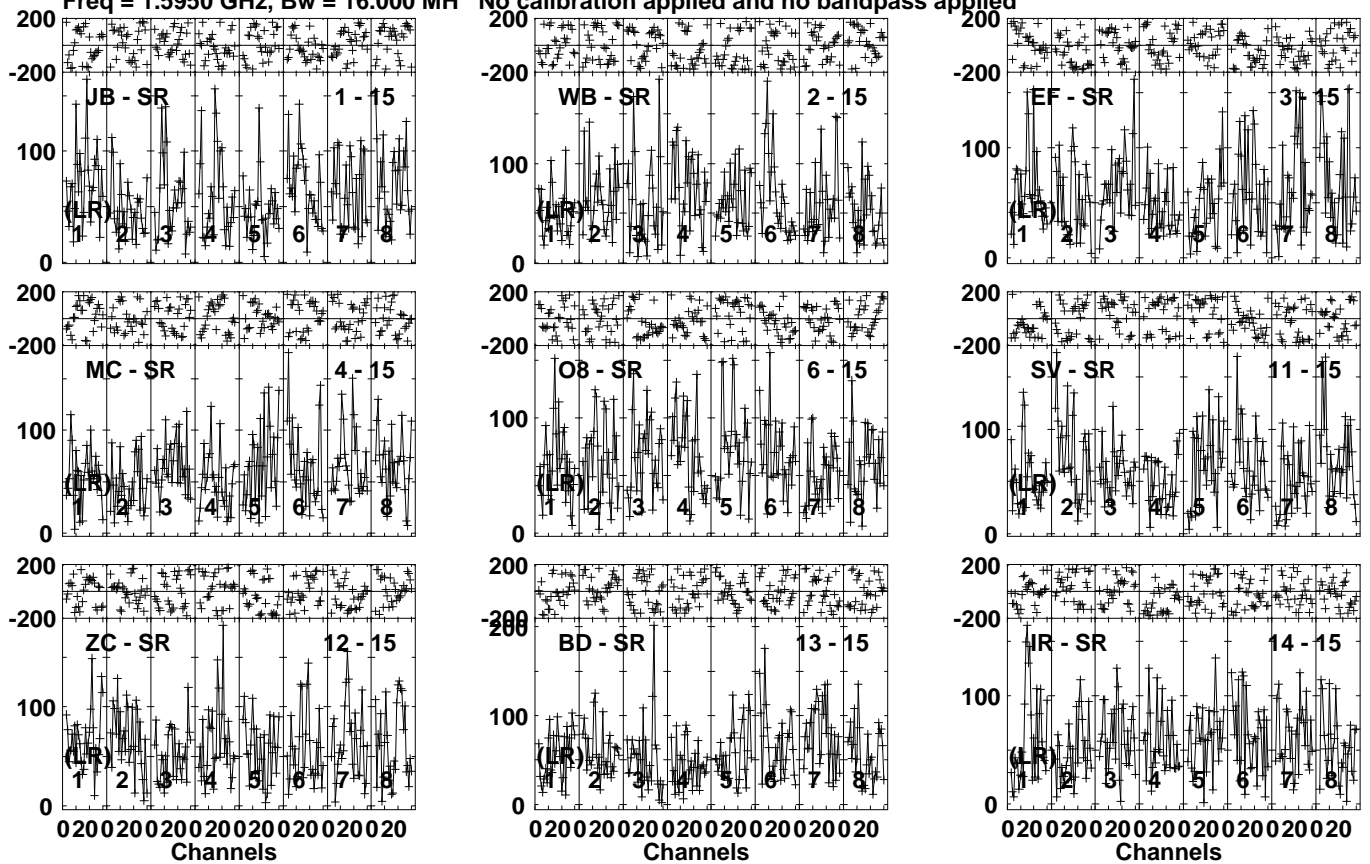 Freq = 1.5950 GHz, Bw = 16.000 MH No calibration applied and no bandpass applied
200 200 200
-200 -200 -200
JB - SR 1 - 15 WB - SR 2 - 15 EF - SR 3 - 15
100 100 100
(LR) (LR) (LR)
1 2 3 4 5 6 7 8 1 2 3 4 5 6 7 8 1 2 3 4 5 6 7 8
0 0 0
200 200 200
-200 -200 -200
MC - SR 4 - 15 O8 - SR 6 - 15 SV - SR 11 - 15
100 100 100
(LR) (LR) (LR)
1 2 3 4 5 6 7 8 1 2 3 4 5 6 7 8 1 2 3 4 5 6 7 8
0 0 0
200 200 200
-200 -200 -200
200
ZC - SR 12 - 15 BD - SR 13 - 15 IR - SR 14 - 15
100 100 100
(LR) (LR) (LR)
1 2 3 4 5 6 7 8 1 2 3 4 5 6 7 8 1 2 3 4 5 6 7 8
0 0 0
0 20 0 20 0 20 0 20 0 20 0 20 0 20 0 20 0 20 0 20 0 20 0 20 0 20 0 20 0 20 0 20 0 20 0 20 0 20 0 20 0 20 0 20 0 20 0 20
Channels Channels Channels